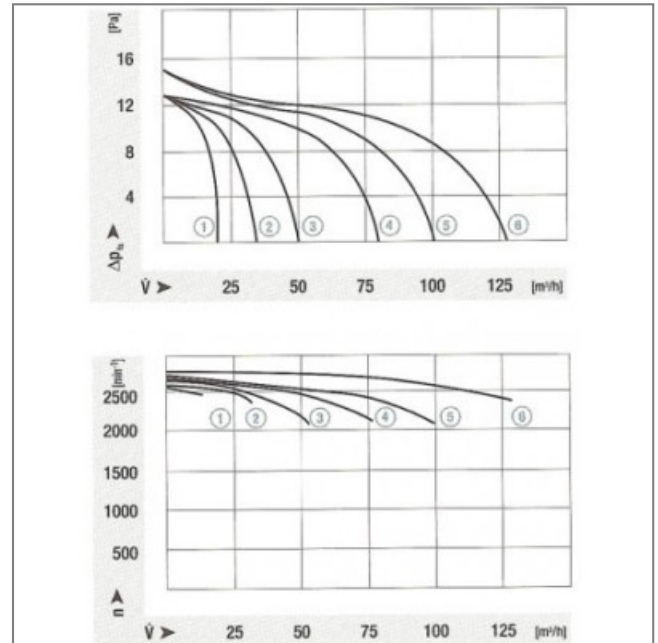 [Pa]
16
12
8
4
Δp_fs ➤
① ② ③ ④ ⑤ ⑥
V̇ ➤ 25 50 75 100 125 [m³/h]
[min⁻¹]
2500
2000
1500
1000
500
n ➤
① ② ③ ④ ⑤ ⑥
V̇ ➤ 25 50 75 100 125 [m³/h]